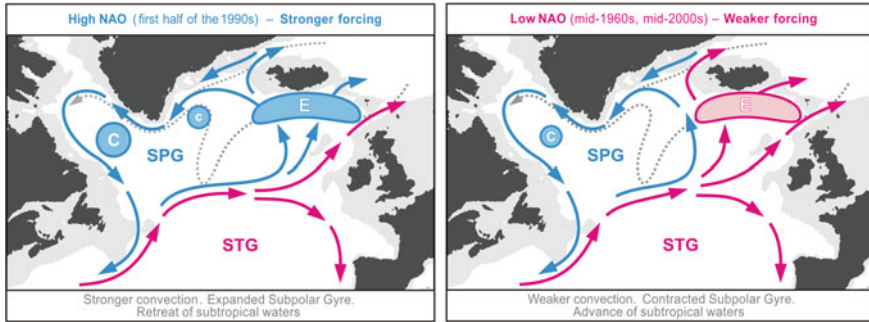 High NAO (first half of the 1990s) – Stronger forcing
E
C
C
SPG
STG
Stronger convection. Expanded Subpolar Gyre.
Retreat of subtropical waters
Low NAO (mid-1960s, mid-2000s) – Weaker forcing
E
C
SPG
STG
Weaker convection. Contracted Subpolar Gyre.
Advance of subtropical waters